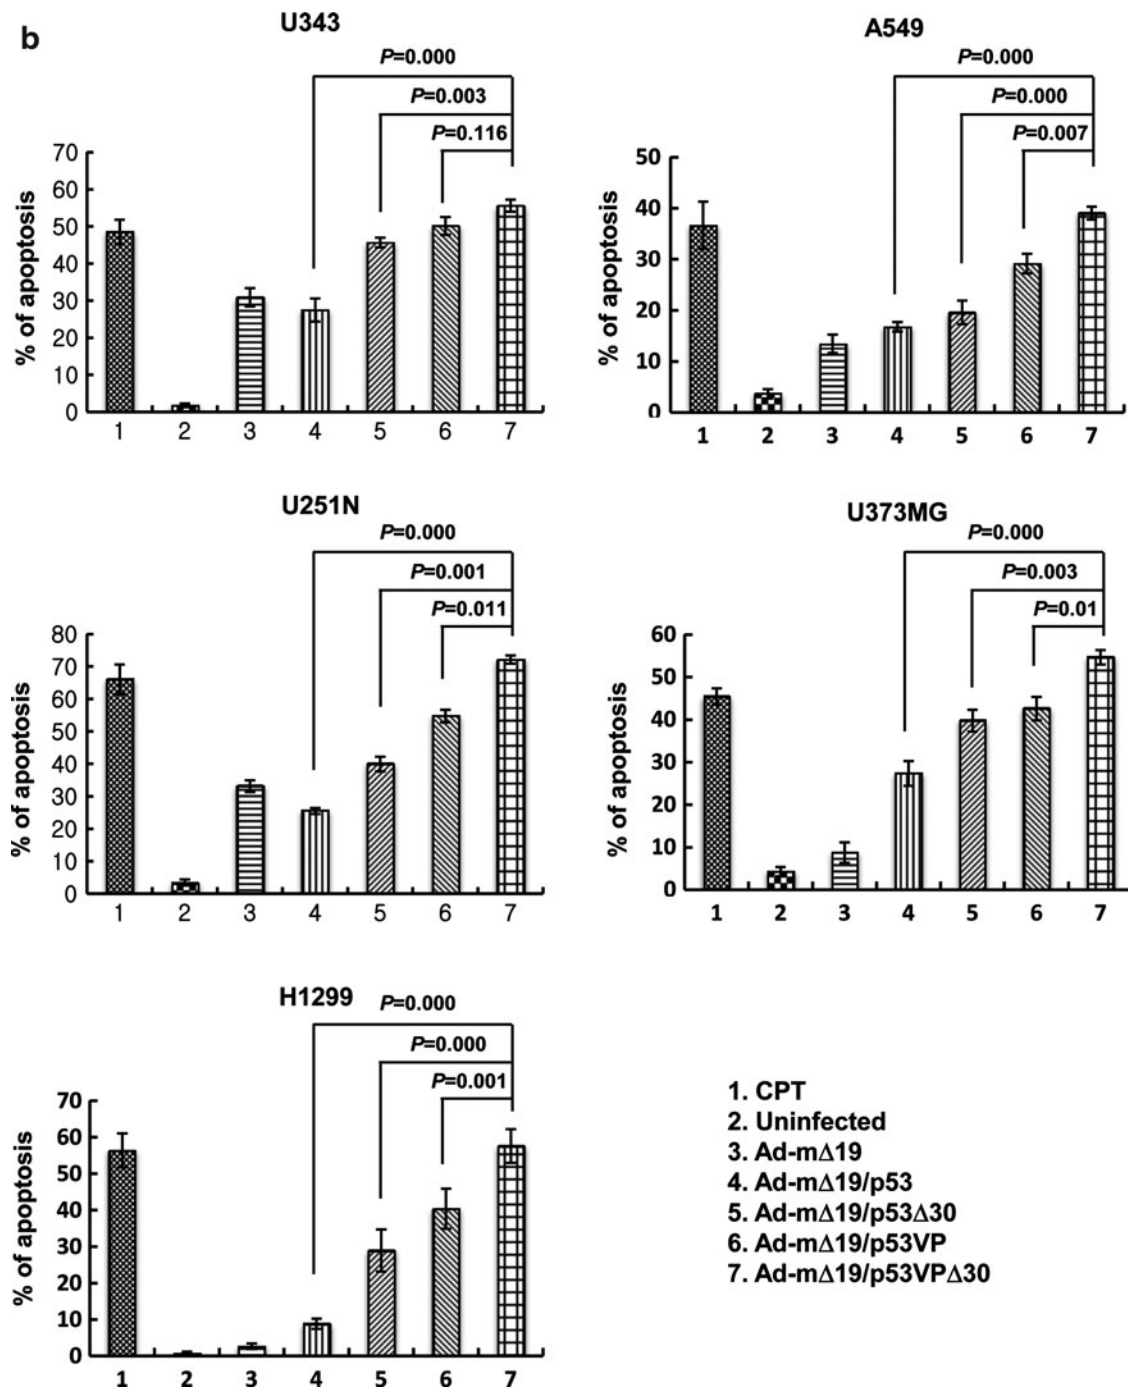 b
U343
P=0.000
P=0.003
P=0.116
% of apoptosis
70
60
50
40
30
20
10
0
1 2 3 4 5 6 7
A549
P=0.000
P=0.000
P=0.007
% of apoptosis
50
40
30
20
10
0
1 2 3 4 5 6 7
U251N
P=0.000
P=0.001
P=0.011
% of apoptosis
80
70
60
50
40
30
20
10
0
1 2 3 4 5 6 7
U373MG
P=0.000
P=0.003
P=0.01
% of apoptosis
60
50
40
30
20
10
0
1 2 3 4 5 6 7
H1299
P=0.000
P=0.000
P=0.001
% of apoptosis
70
60
50
40
30
20
10
0
1 2 3 4 5 6 7
1. CPT
2. Uninfected
3. Ad-mΔ19
4. Ad-mΔ19/p53
5. Ad-mΔ19/p53Δ30
6. Ad-mΔ19/p53VP
7. Ad-mΔ19/p53VPΔ30